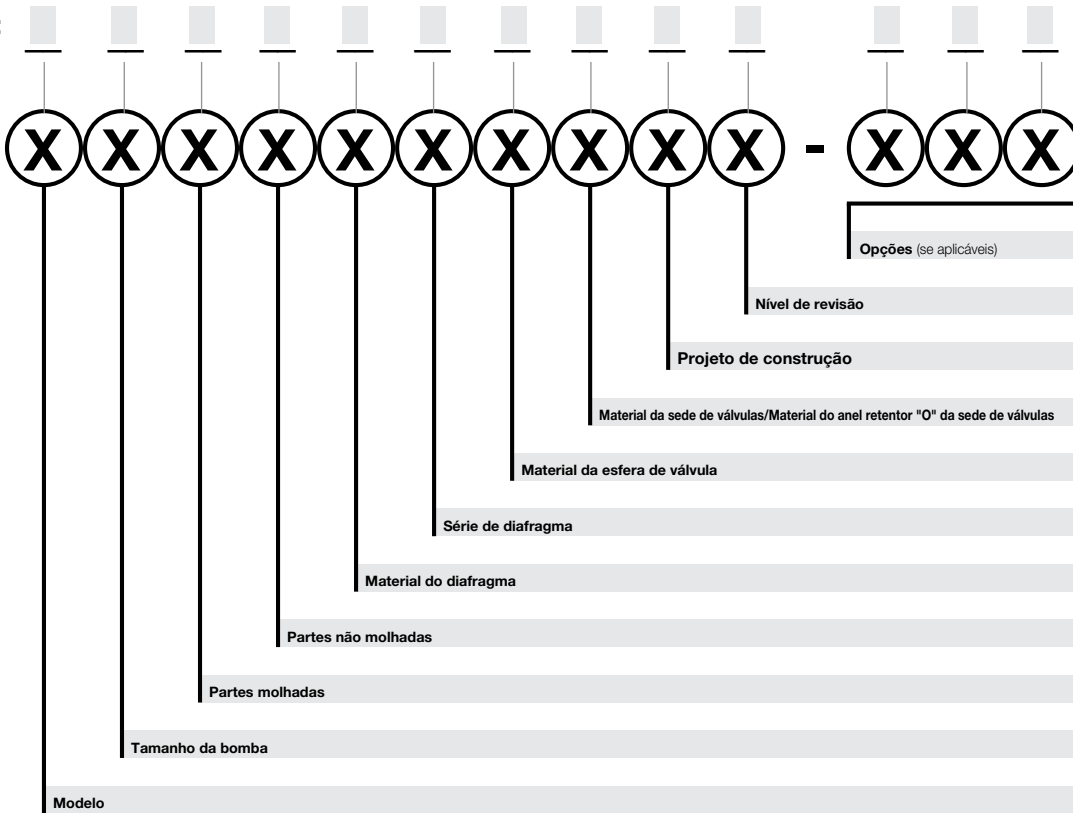 X X X X X X X X X X - X X X
Opções (se aplicáveis)
Nível de revisão
Projeto de construção
Material da sede de válvulas/Material do anel retentor "O" da sede de válvulas
Material da esfera de válvula
Série de diafragma
Material do diafragma
Partes não molhadas
Partes molhadas
Tamanho da bomba
Modelo